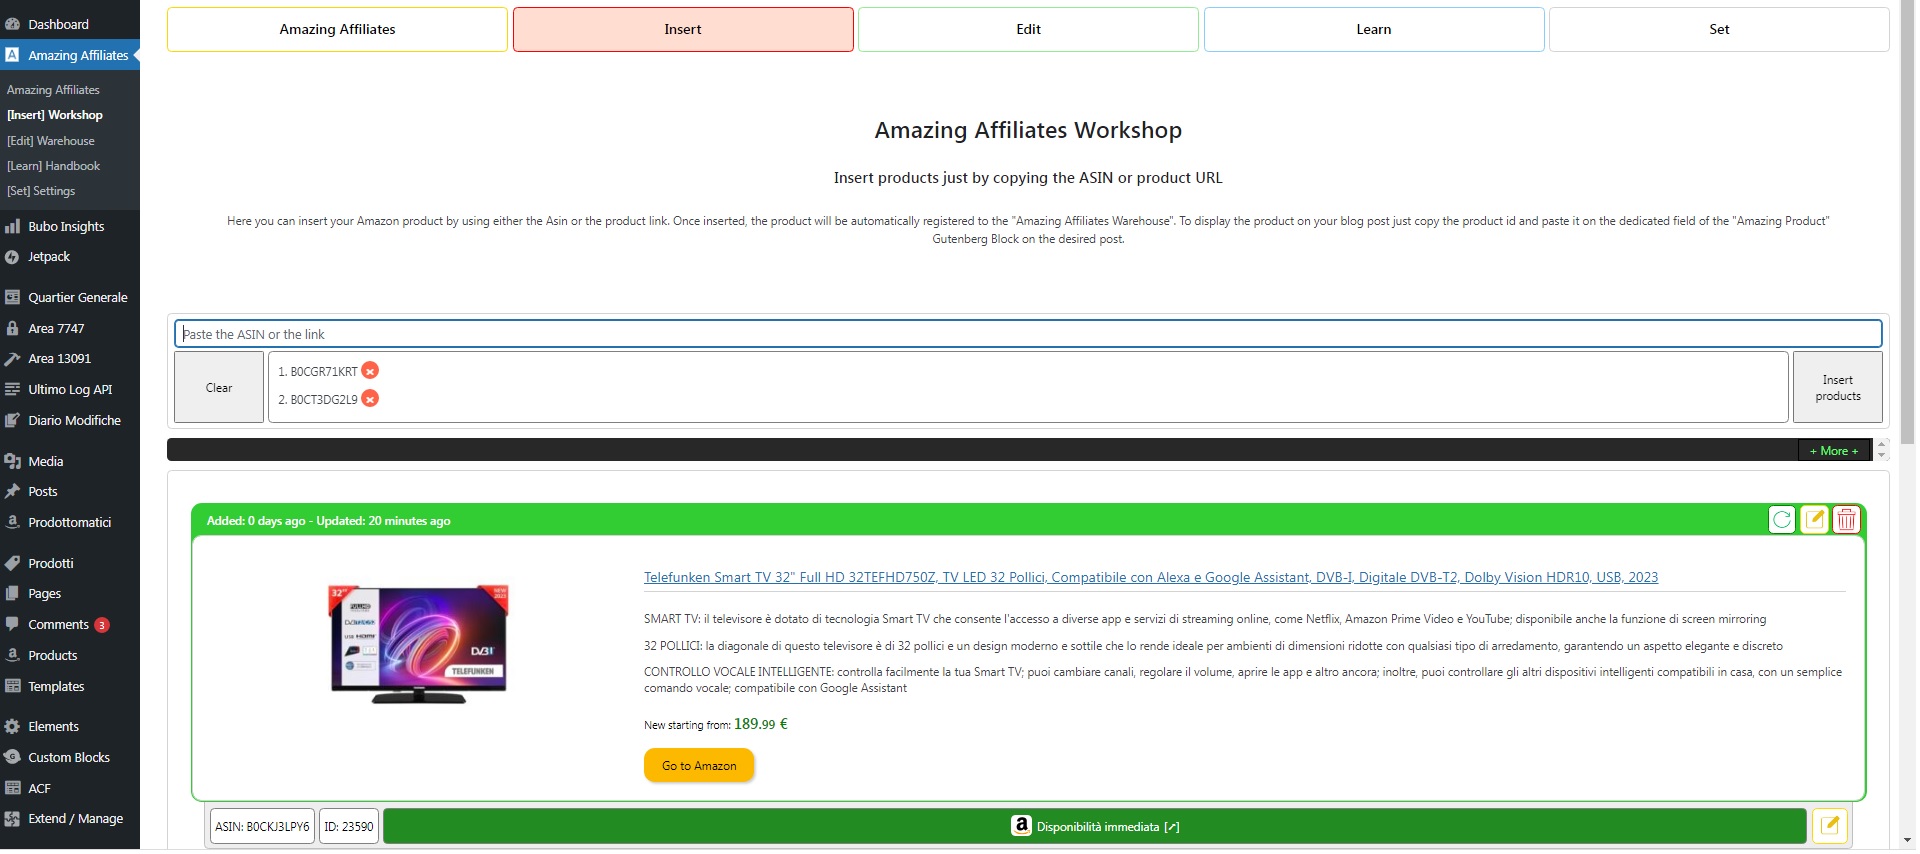 Dashboard
Amazing Affiliates
Amazing Affiliates
[Insert] Workshop
[Edit] Warehouse
[Learn] Handbook
[Set] Settings
Bubo Insights
Jetpack
Quartier Generale
Area 7747
Area 13091
Ultimo Log API
Diario Modifiche
Media
Posts
Prodottomatici
Prodotti
Pages
Comments 3
Products
Templates
Elements
Custom Blocks
ACF
Extend / Manage
Amazing Affiliates
Insert
Edit
Learn
Set
Amazing Affiliates Workshop
Insert products just by copying the ASIN or product URL
Here you can insert your Amazon product by using either the Asin or the product link. Once inserted, the product will be automatically registered to the "Amazing Affiliates Warehouse". To display the product on your blog post just copy the product id and paste it on the dedicated field of the "Amazing Product"
Gutenberg Block on the desired post.
Paste the ASIN or the link
Clear
1. B0CGR71KRT
2. B0CT3DG2L9
Insert
products
+ More +
Added: 0 days ago - Updated: 20 minutes ago
32"
NEW
2023
FULL HD
USB HDMI
DVB-I
TELEFUNKEN
Telefunken Smart TV 32" Full HD 32TEFHD750Z, TV LED 32 Pollici, Compatibile con Alexa e Google Assistant, DVB-I, Digitale DVB-T2, Dolby Vision HDR10, USB, 2023
SMART TV: il televisore è dotato di tecnologia Smart TV che consente l'accesso a diverse app e servizi di streaming online, come Netflix, Amazon Prime Video e YouTube; disponibile anche la funzione di screen mirroring
32 POLLICI: la diagonale di questo televisore è di 32 pollici e un design moderno e sottile che lo rende ideale per ambienti di dimensioni ridotte con qualsiasi tipo di arredamento, garantendo un aspetto elegante e discreto
CONTROLLO VOCALE INTELLIGENTE: controlla facilmente la tua Smart TV; puoi cambiare canali, regolare il volume, aprire le app e altro ancora; inoltre, puoi controllare gli altri dispositivi intelligenti compatibili in casa, con un semplice
comando vocale; compatibile con Google Assistant
New starting from: 189.99 €
Go to Amazon
ASIN: B0CKJ3LPY6
ID: 23590
Disponibilità immediata [⤢]